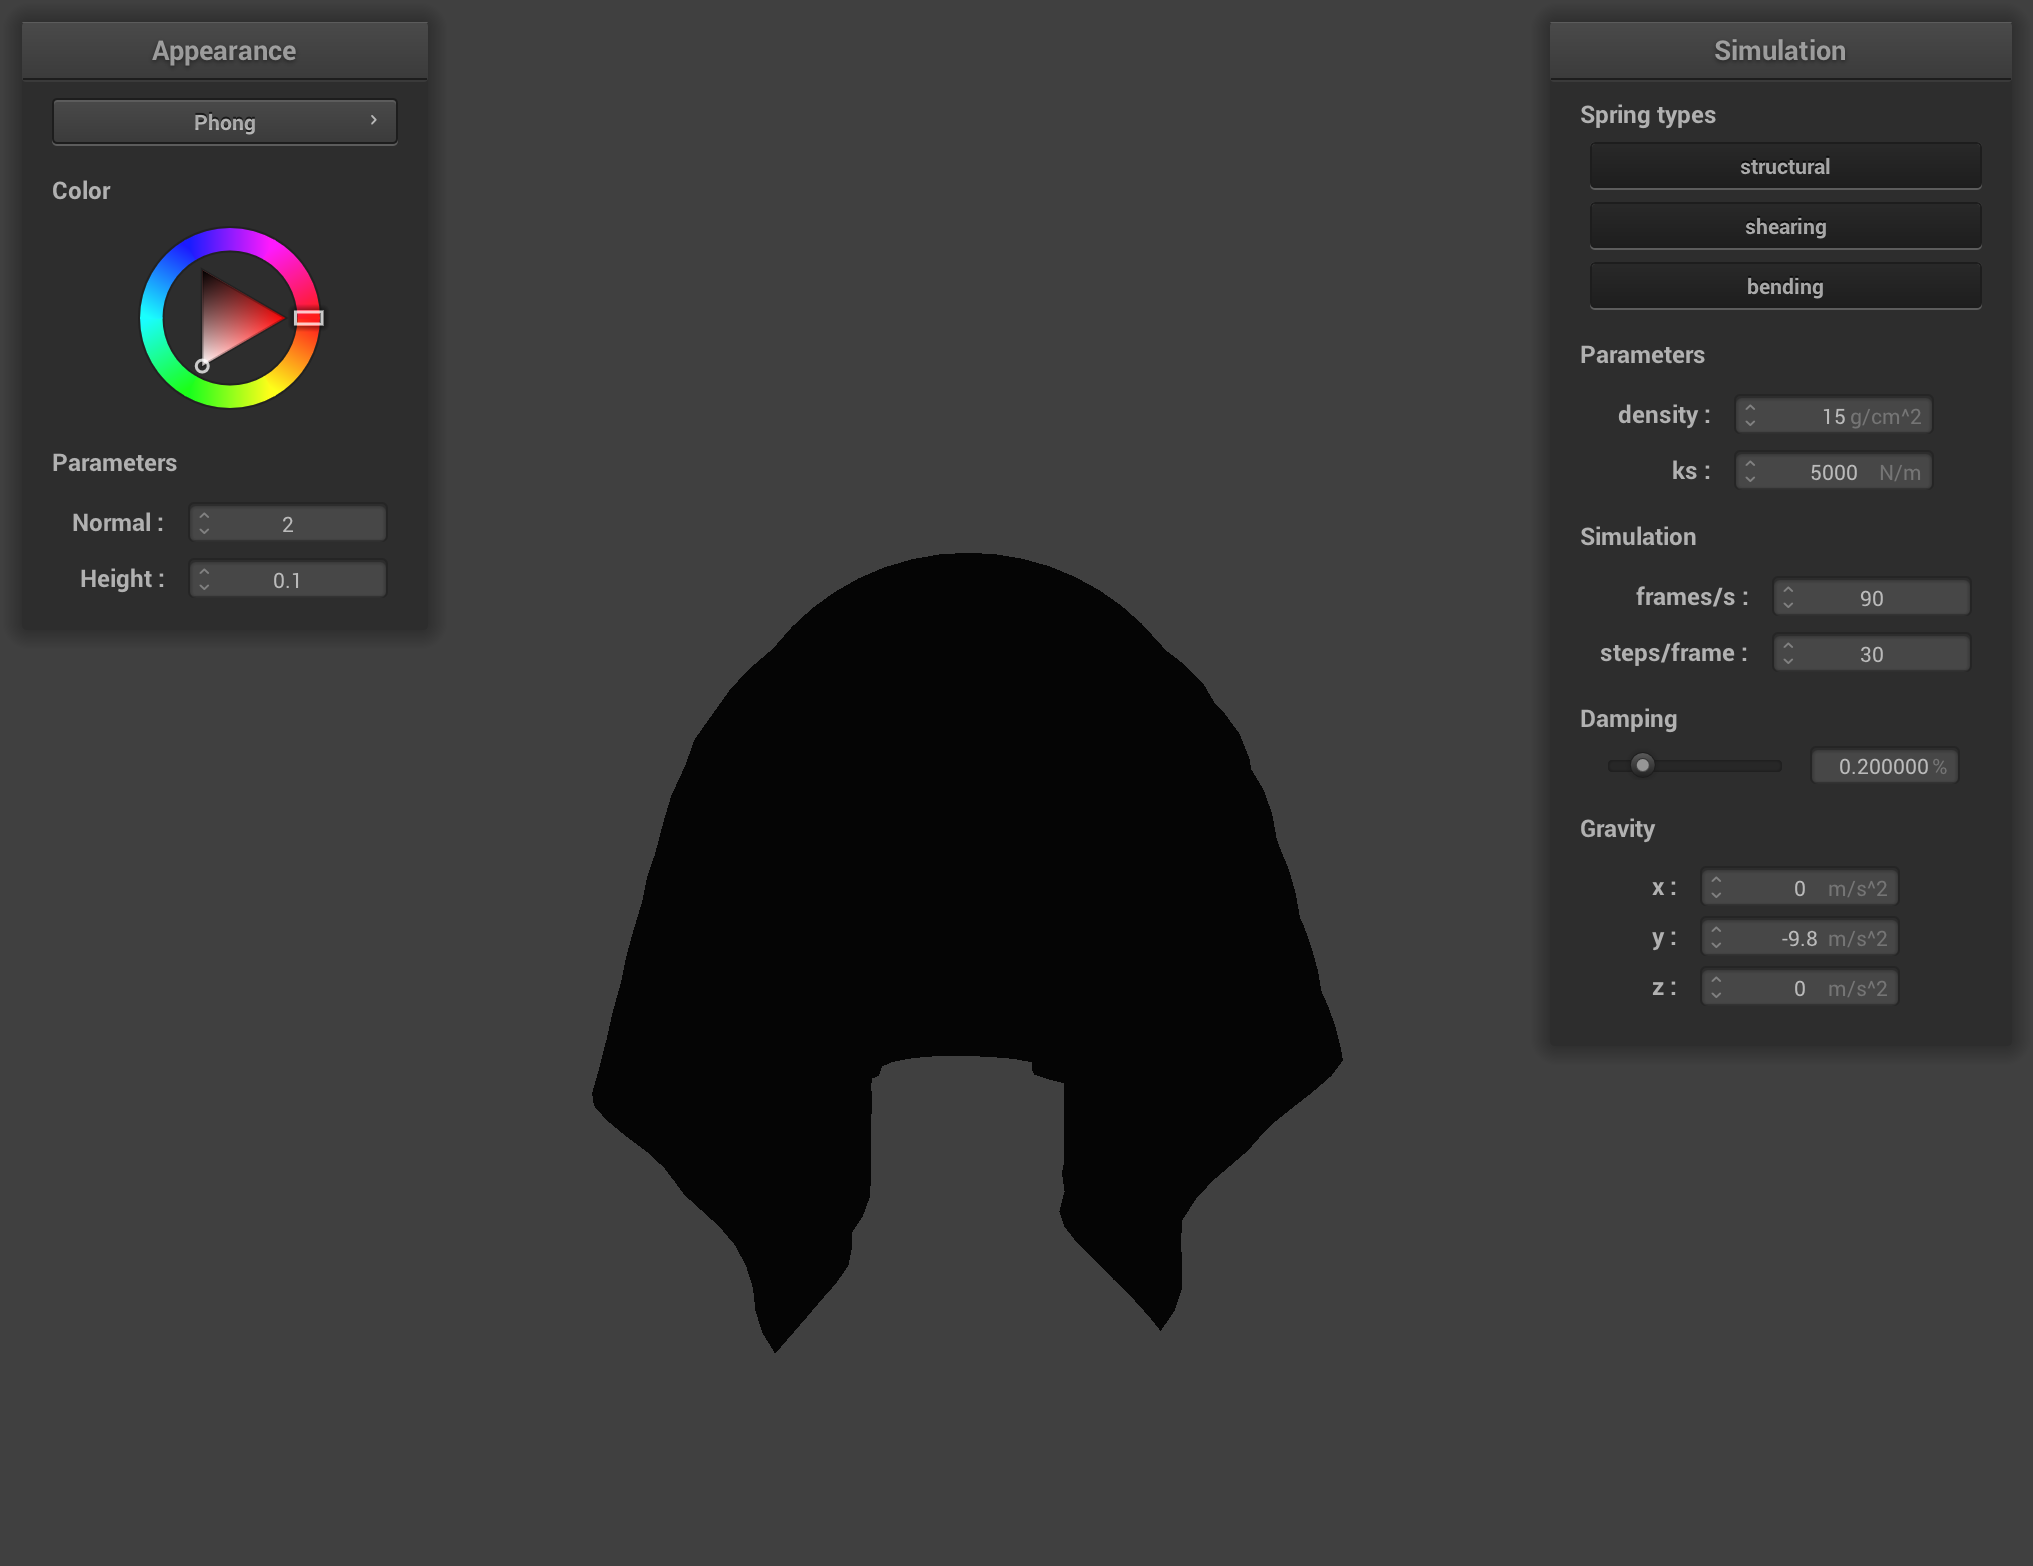 Appearance
Phong
Color
Parameters
Normal : 2
Height : 0.1
Simulation
Spring types
structural
shearing
bending
Parameters
density : 15 g/cm^2
ks : 5000 N/m
Simulation
frames/s : 90
steps/frame : 30
Damping
0.200000 %
Gravity
x : 0 m/s^2
y : -9.8 m/s^2
z : 0 m/s^2